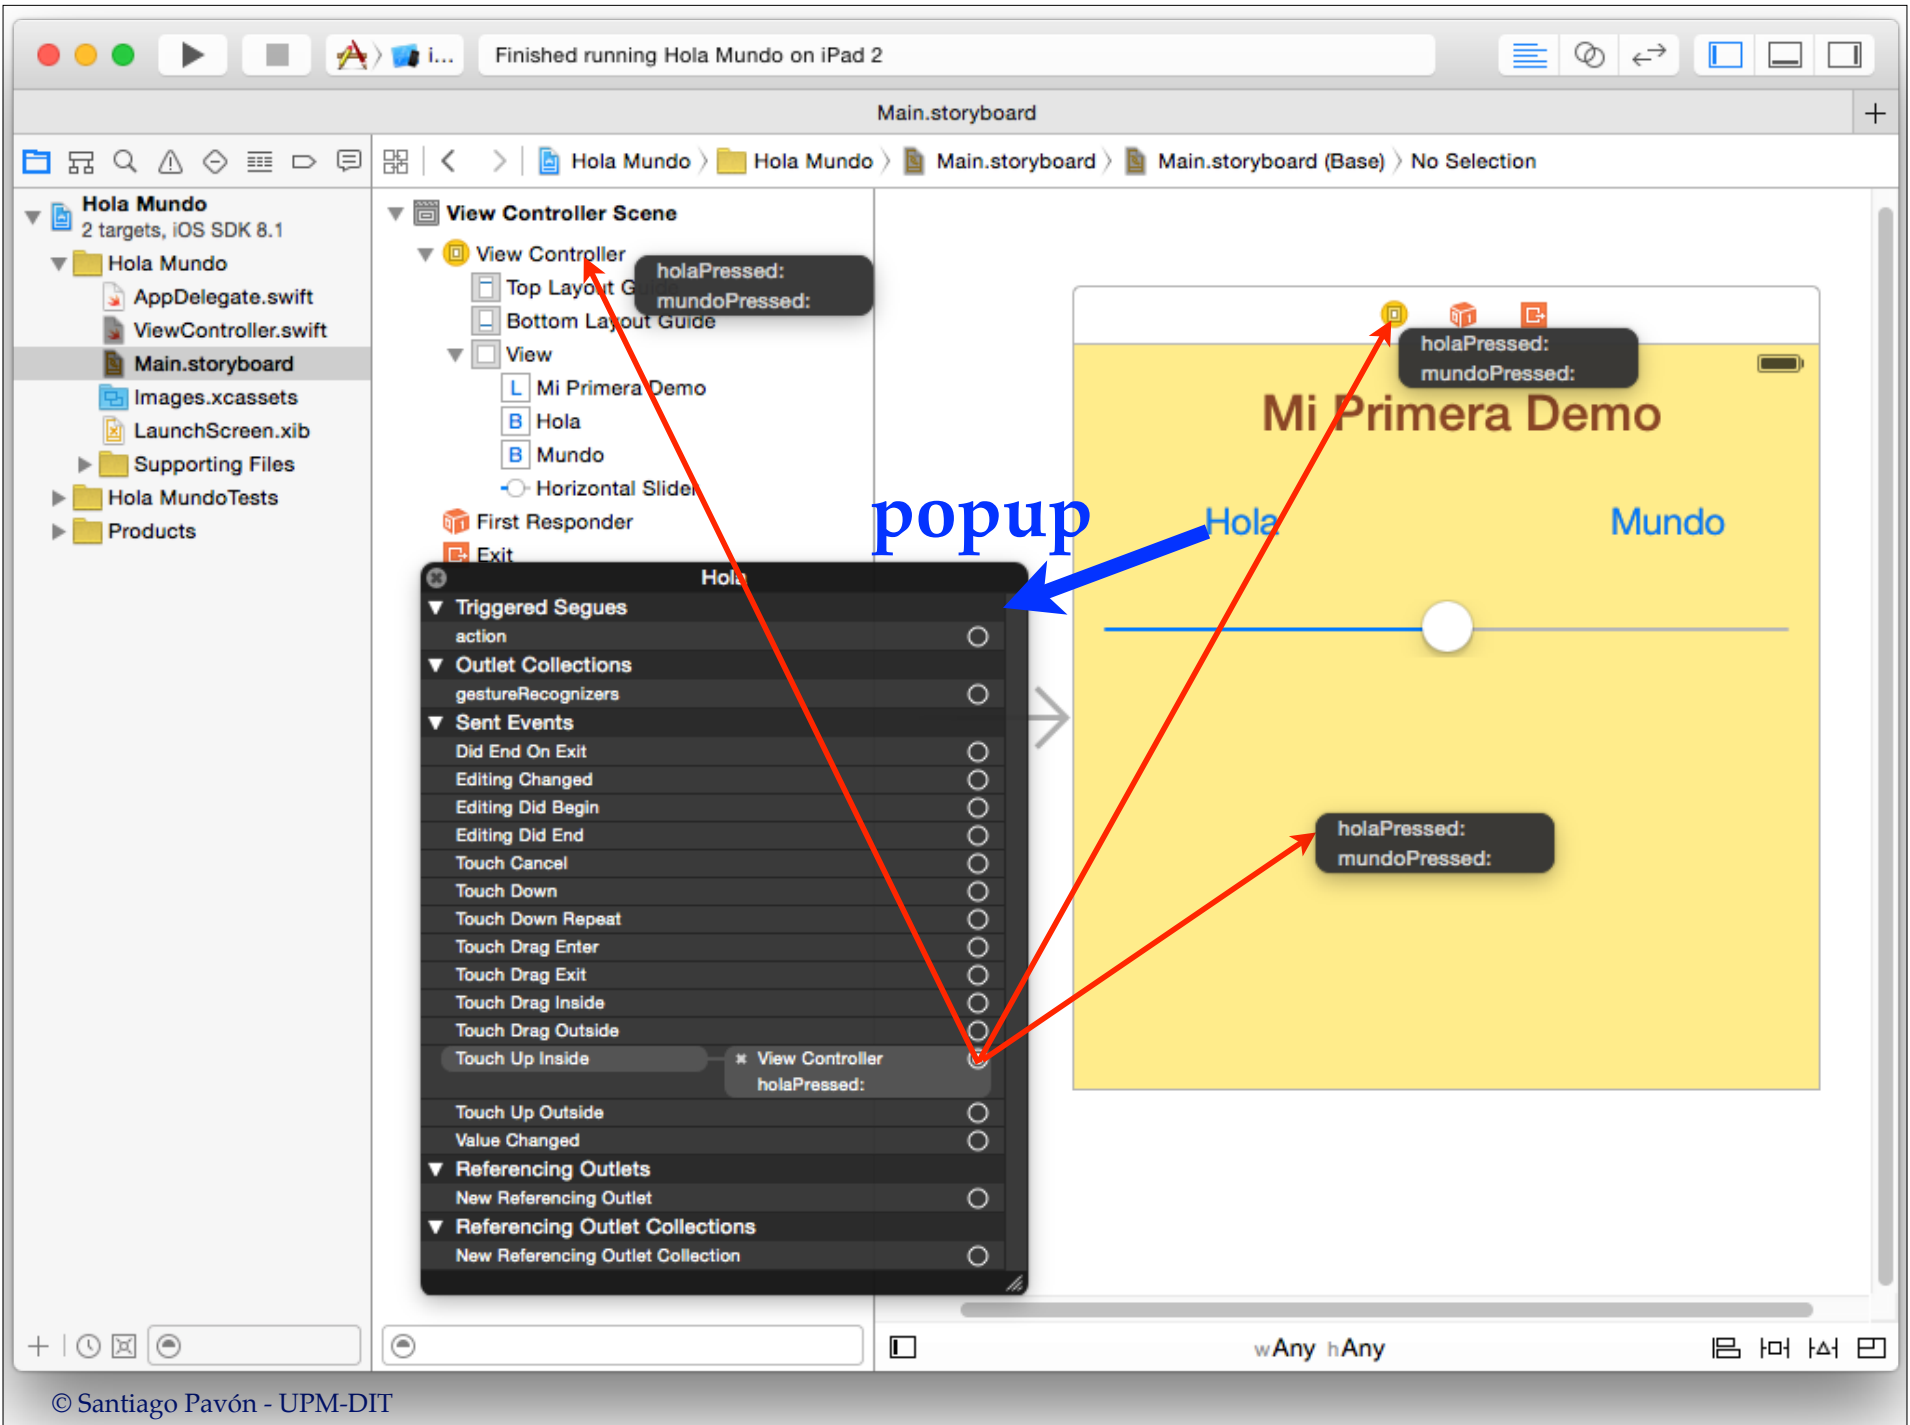 i...
Finished running Hola Mundo on iPad 2
Main.storyboard
Hola Mundo
Hola Mundo
Main.storyboard
Main.storyboard (Base)
No Selection
Hola Mundo
2 targets, iOS SDK 8.1
Hola Mundo
AppDelegate.swift
ViewController.swift
Main.storyboard
Images.xcassets
LaunchScreen.xib
Supporting Files
Hola MundoTests
Products
View Controller Scene
View Controller
Top Layout
Bottom Layout Guide
View
L Mi Primera Demo
B Hola
B Mundo
Horizontal Slider
First Responder
Exit
holaPressed:
mundoPressed:
holaPressed:
mundoPressed:
Mi Primera Demo
popup
Hola
Mundo
holaPressed:
mundoPressed:
Hola
Triggered Segues
action
Outlet Collections
gestureRecognizers
Sent Events
Did End On Exit
Editing Changed
Editing Did Begin
Editing Did End
Touch Cancel
Touch Down
Touch Down Repeat
Touch Drag Enter
Touch Drag Exit
Touch Drag Inside
Touch Drag Outside
Touch Up Inside
View Controller
holaPressed:
Touch Up Outside
Value Changed
Referencing Outlets
New Referencing Outlet
Referencing Outlet Collections
New Referencing Outlet Collection
wAny hAny
© Santiago Pavón - UPM-DIT